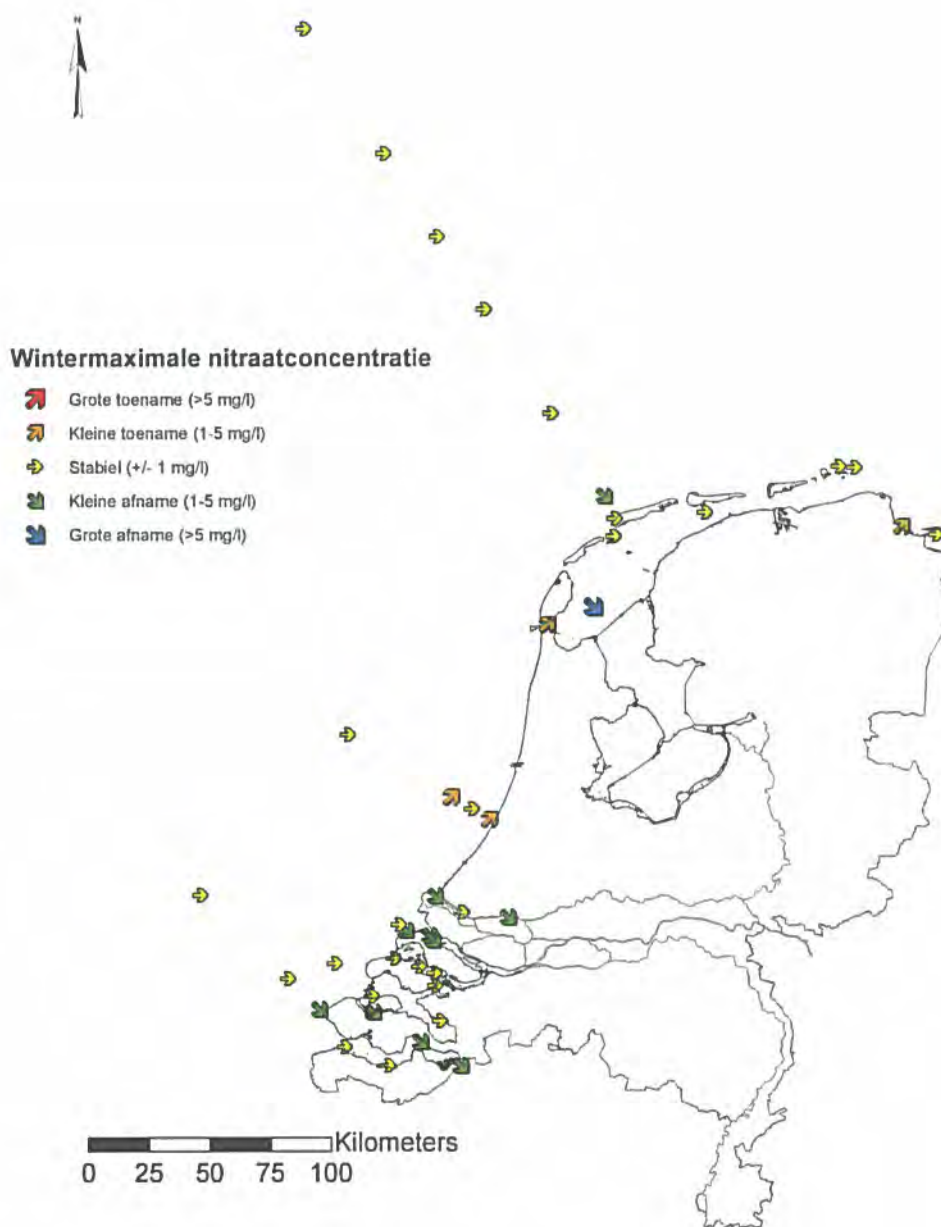 N
Wintermaximale nitraatconcentratie
Grote toename (>5 mg/l)
Kleine toename (1-5 mg/l)
Stabiel (+/- 1 mg/l)
Kleine afname (1-5 mg/l)
Grote afname (>5 mg/l)
Kilometers
0 25 50 75 100